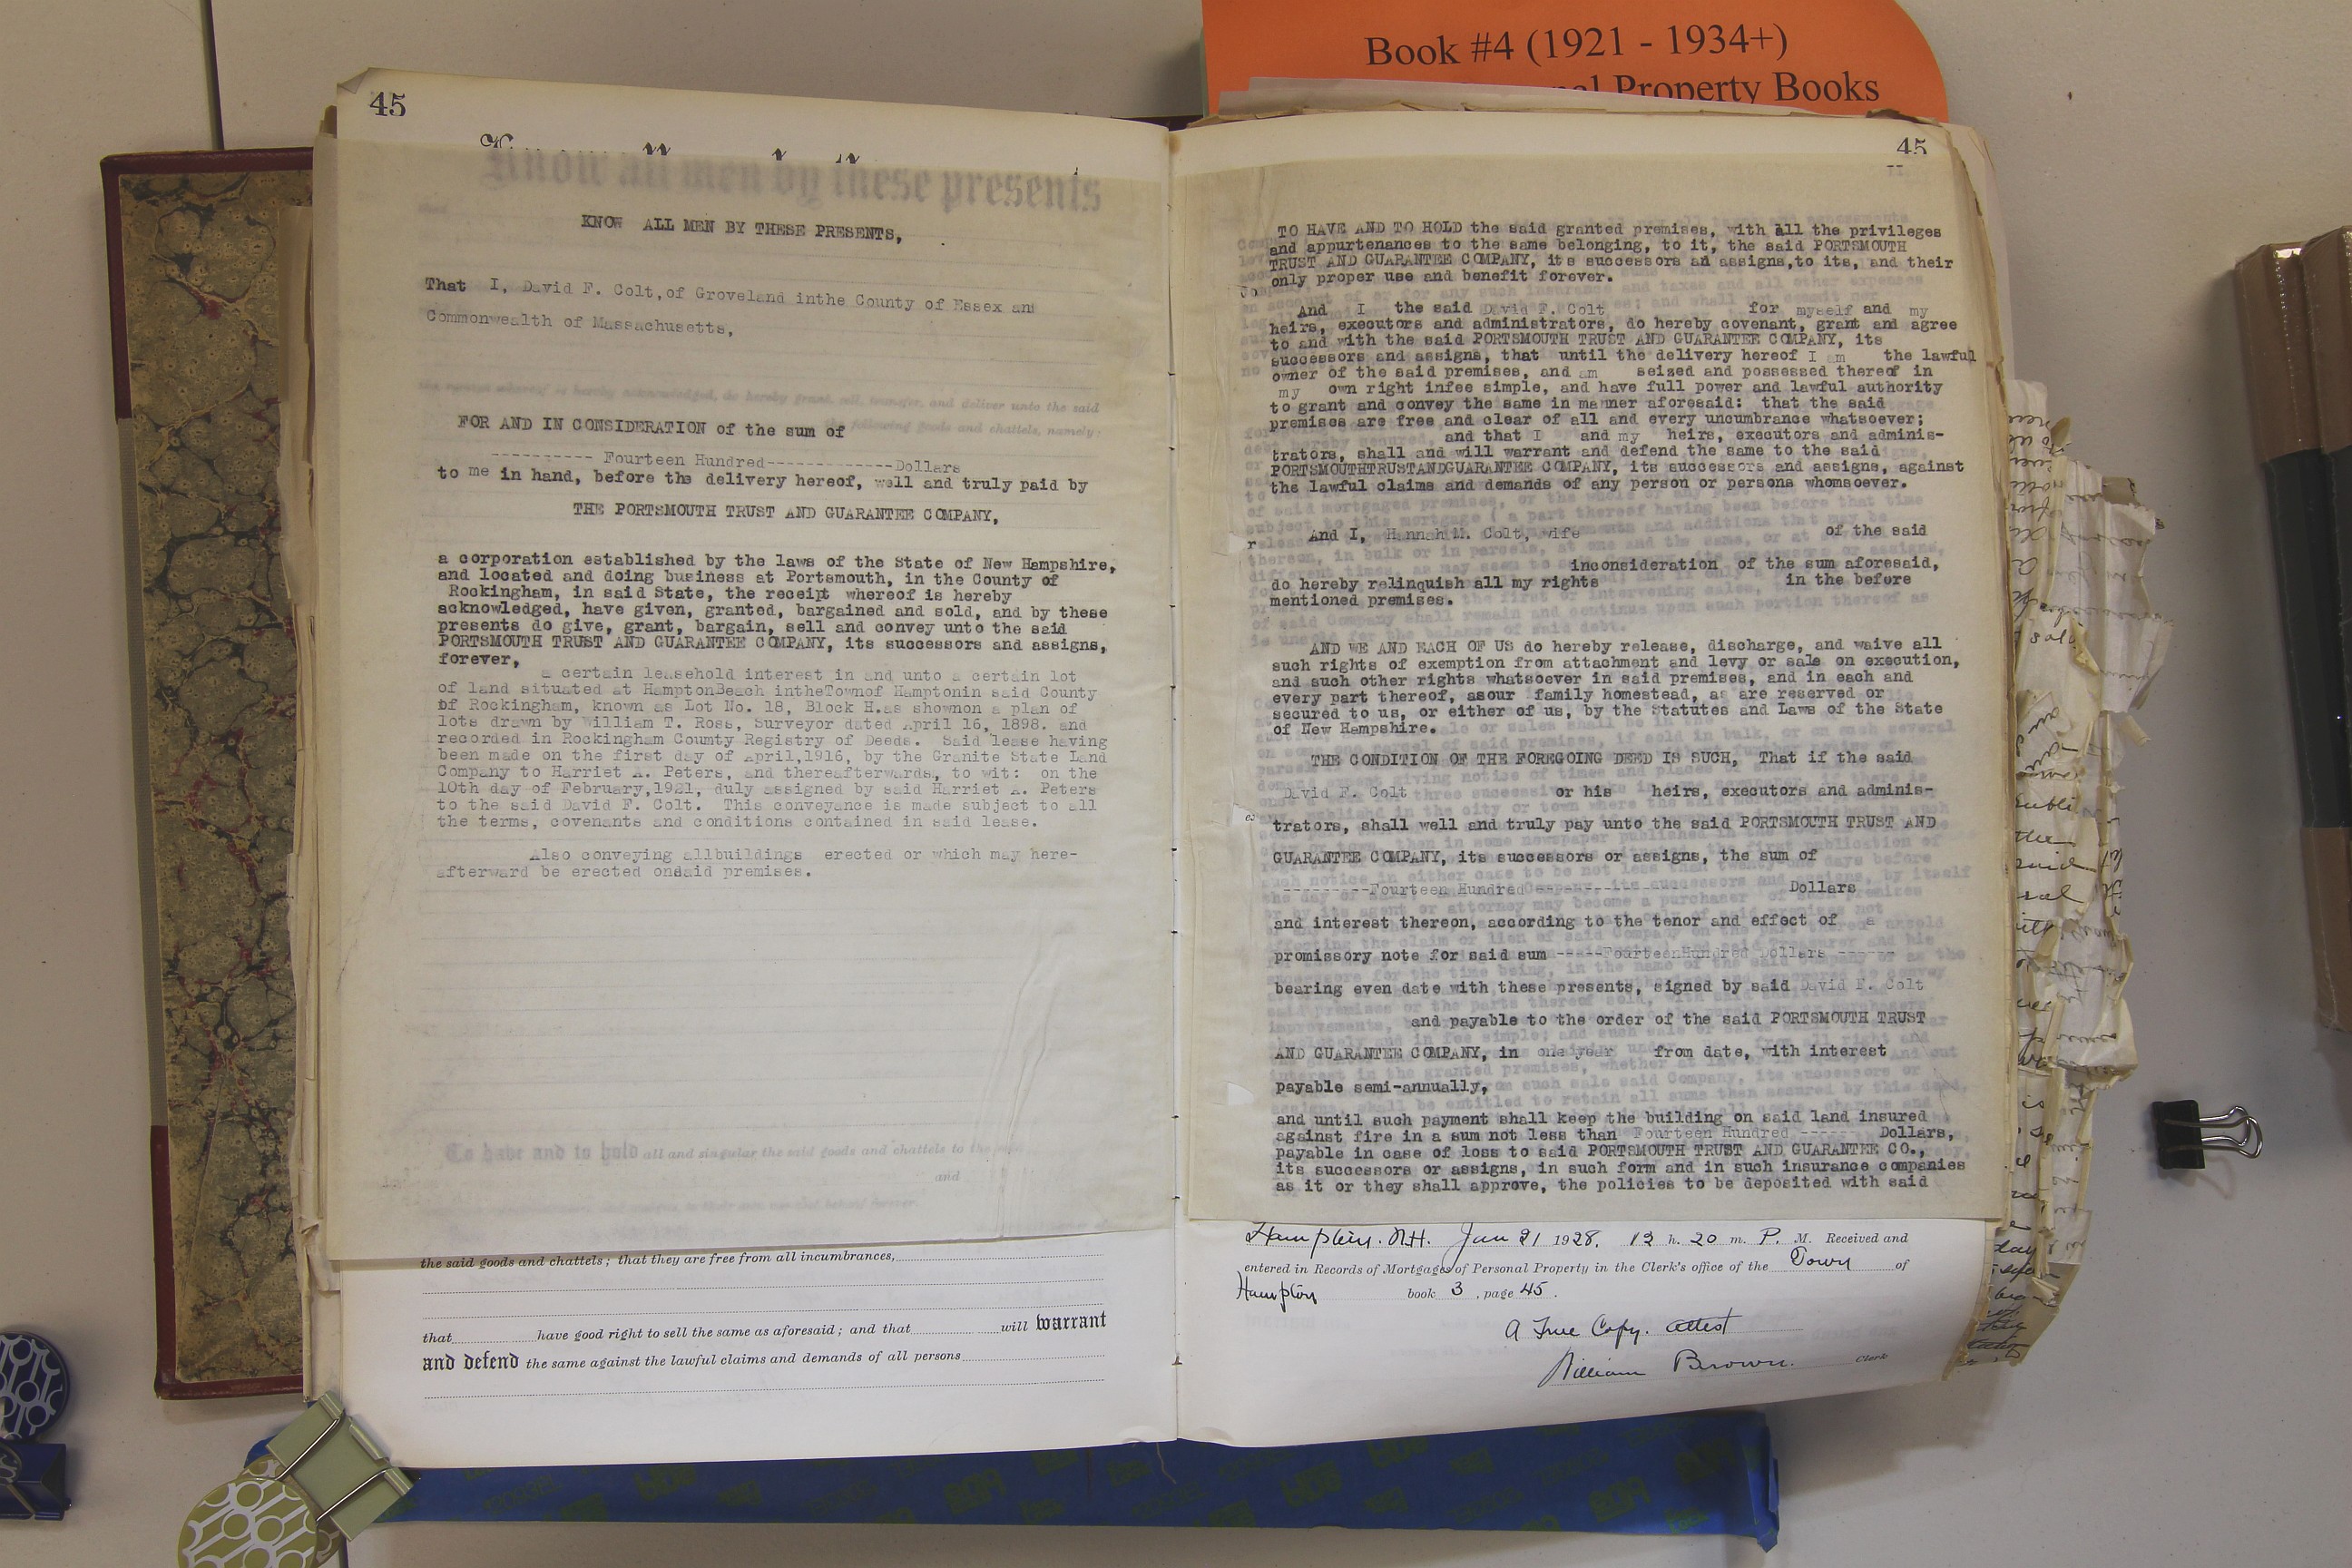 Book #4 (1921 - 1934+)
Property Books
45
Know all men by these presents
KNOW ALL MEN BY THESE PRESENTS,
That I, David F. Colt,of Groveland inthe County of Essex and
Commonwealth of Massachusetts,
FOR AND IN CONSIDERATION of the sum of
---------- Fourteen Hundred-------------Dollars
to me in hand, before the delivery hereof, well and truly paid by
THE PORTSMOUTH TRUST AND GUARANTEE COMPANY,
a corporation established by the laws of the State of New Hampshire,
and located and doing business at Portsmouth, in the County of
Rockingham, in said State, the receipt whereof is hereby
acknowledged, have given, granted, bargained and sold, and by these
presents do give, grant, bargain, sell and convey unto the said
PORTSMOUTH TRUST AND GUARANTEE COMPANY, its successors and assigns,
forever,
a certain leasehold interest in and unto a certain lot
of land situated at HamptonBeach intheTownof Hamptonin said County
of Rockingham, known as Lot No. 18, Block H.as shownon a plan of
lots drawn by William T. Ross, Surveyor dated April 16, 1898. and
recorded in Rockingham Coumty Registry of Deeds. Said lease having
been made on the first day of April,1916, by the Granite State Land
Company to Harriet A. Peters, and thereafterwards, to wit: on the
10th day of February,1921, duly assigned by said Harriet A. Peters
to the said David F. Colt. This conveyance is made subject to all
the terms, covenants and conditions contained in said lease.
Also conveying allbuildings erected or which may here-
afterward be erected onsaid premises.
To have and to hold all and singular the said goods and chattels to the
and
the said goods and chattels; that they are free from all incumbrances,
that have good right to sell the same as aforesaid; and that will warrant
and defend the same against the lawful claims and demands of all persons
45
TO HAVE AND TO HOLD the said granted premises, with all the privileges
and appurtenances to the same belonging, to it, the said PORTSMOUTH
TRUST AND GUARANTEE COMPANY, its successors an assigns,to its, and their
only proper use and benefit forever.
And I the said David F. Colt for myself and my
heirs, executors and administrators, do hereby covenant, grant and agree
to and with the said PORTSMOUTH TRUST AND GUARANTEE COMPANY, its
successors and assigns, that until the delivery hereof I am the lawful
owner of the said premises, and am seized and possessed thereof in
my own right infee simple, and have full power and lawful authority
to grant and convey the same in manner aforesaid: that the said
premises are free and clear of all and every uncumbrance whatsoever;
and that I and my heirs, executors and adminis-
trators, shall and will warrant and defend the same to the said
PORTSMOUTHTRUSTANDGUARANTEE COMPANY, its successors and assigns, against
the lawful claims and demands of any person or persons whomsoever.
And I, Hannah M. Colt, wife of the said
inconsideration of the sum aforesaid,
do hereby relinquish all my rights in the before
mentioned premises.
AND WE AND EACH OF US do hereby release, discharge, and waive all
such rights of exemption from attachment and levy or sale on execution,
and such other rights whatsoever in said premises, and in each and
every part thereof, asour family homestead, as are reserved or
secured to us, or either of us, by the Statutes and Laws of the State
of New Hampshire.
THE CONDITION OF THE FOREGOING DEED IS SUCH, That if the said
David F. Colt or his heirs, executors and adminis-
trators, shall well and truly pay unto the said PORTSMOUTH TRUST AND
GUARANTEE COMPANY, its successors or assigns, the sum of
---------Fourteen Hundred ---------------- Dollars
and interest thereon, according to the tenor and effect of a
promissory note for said sum -----FourteenHundred Dollars ------
bearing even date with these presents, signed by said David F. Colt
and payable to the order of the said PORTSMOUTH TRUST
AND GUARANTEE COMPANY, in one year from date, with interest
payable semi-annually,
and until such payment shall keep the building on said land insured
against fire in a sum not less than Fourteen Hundred ------ Dollars,
payable in case of loss to said PORTSMOUTH TRUST AND GUARANTEE CO.,
its successors or assigns, in such form and in such insurance companies
as it or they shall approve, the policies to be deposited with said
Hampton. N.H. Jan 21 1928. 12 h. 20 m. P. M. Received and
entered in Records of Mortgages of Personal Property in the Clerk's office of the Town of
Hampton book 3 , page 45 .
A True Copy. Attest
William Brown. Clerk